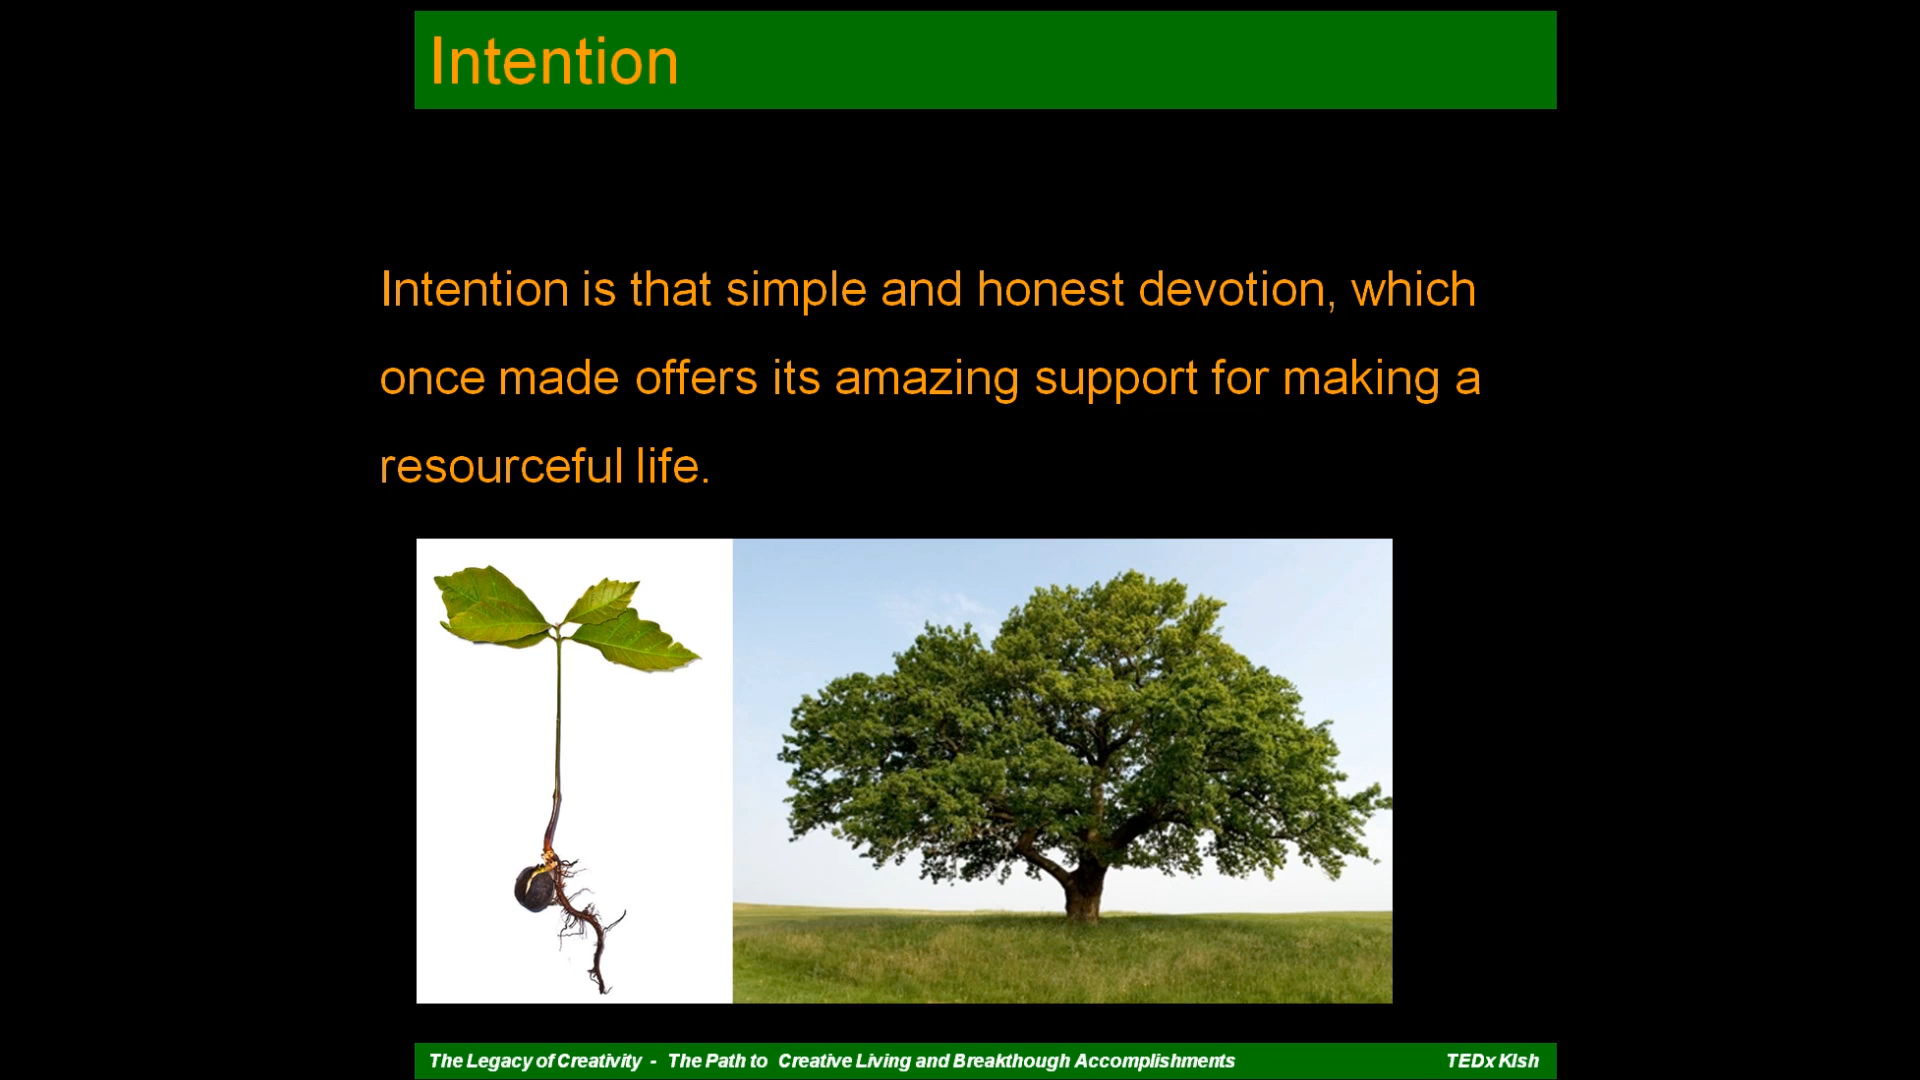 Intention
Intention is that simple and honest devotion, which
once made offers its amazing support for making a
resourceful life.
The Legacy of Creativity - The Path to Creative Living and Breakthough Accomplishments TEDx KIsh